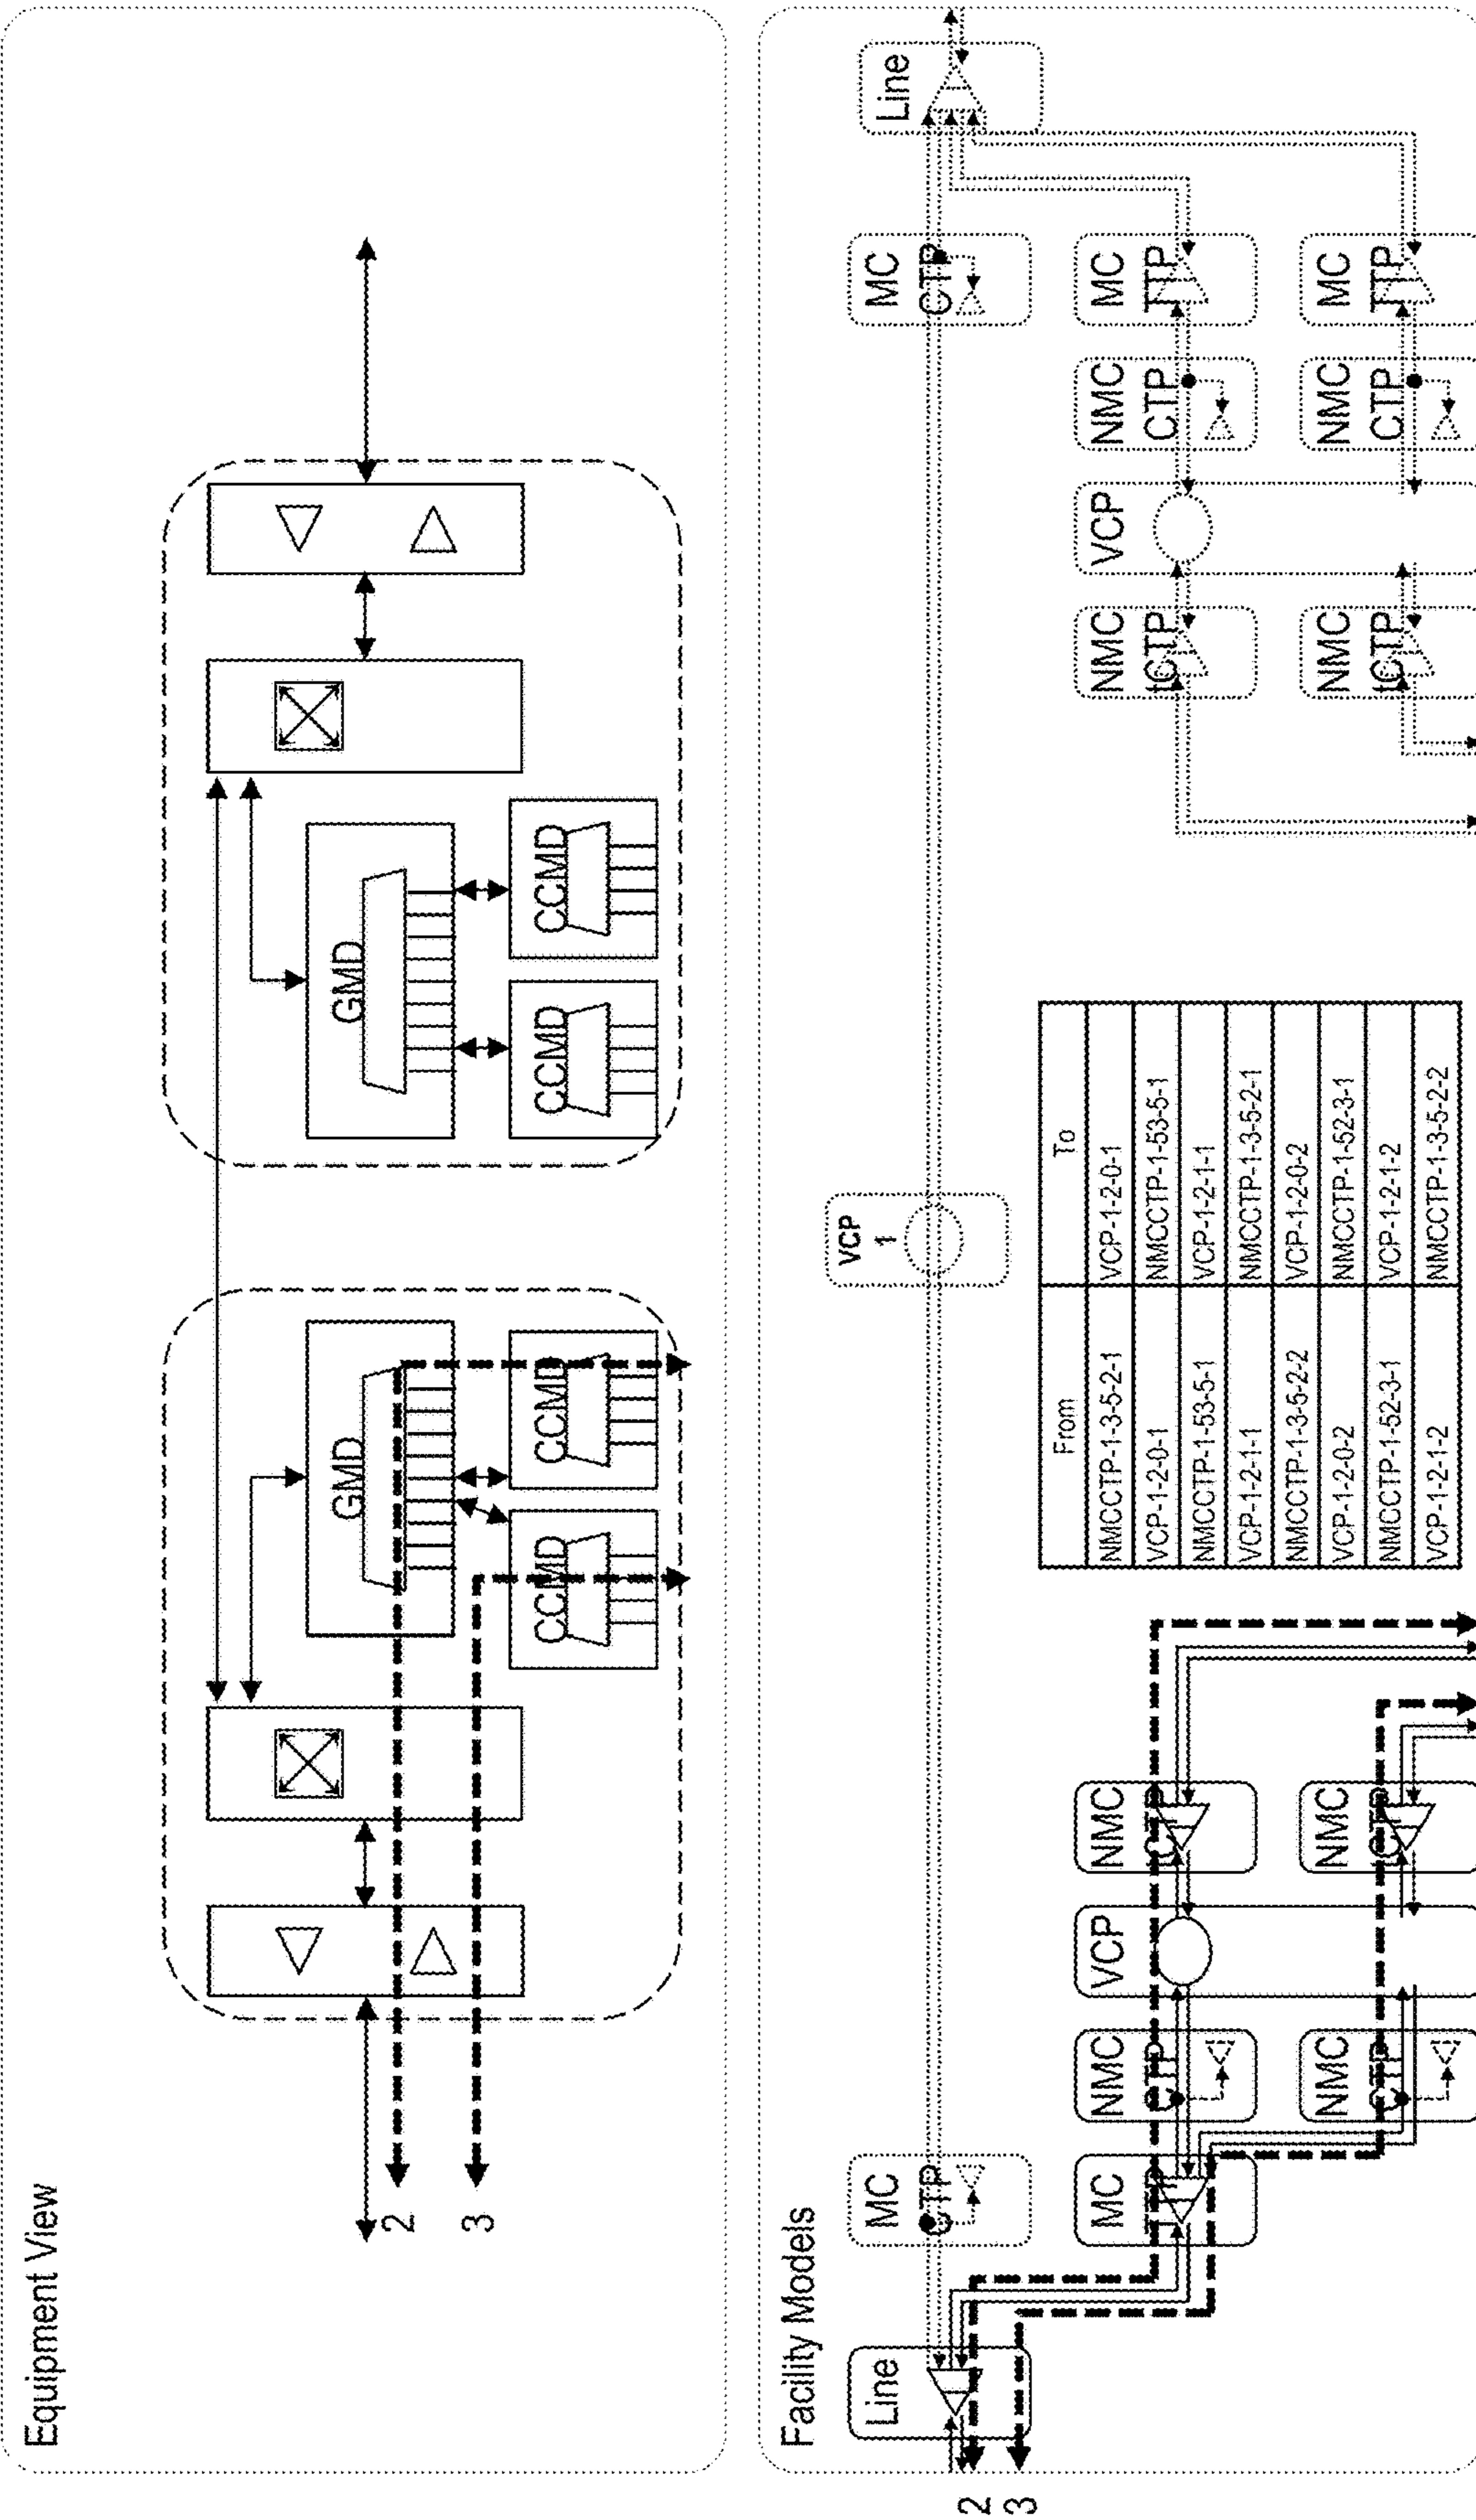 Equipment View
GMD
GMD
2
3
CCMD
CCMD
CCMD
CCMD
Facility Models
VCP
1
Line
MC
CTP
MC
CTP
Line
2
3
MC
NMC
CTP
VCP
NMC
From To
NMCCTP-1-3-5-2-1 VCP-1-2-0-1
VCP-1-2-0-1 NMCCTP-1-53-5-1
NMCCTP-1-53-5-1 VCP-1-2-1-1
VCP-1-2-1-1 NMCCTP-1-3-5-2-1
NMCCTP-1-3-5-2-2 VCP-1-2-0-2
VCP-1-2-0-2 NMCCTP-1-52-3-1
NMCCTP-1-52-3-1 VCP-1-2-1-2
VCP-1-2-1-2 NMCCTP-1-3-5-2-2
NMC
tCTP
VCP
NMC
CTP
MC
TTP
NMC
CTP
NMC
NMC
tCTP
NMC
CTP
MC
TTP